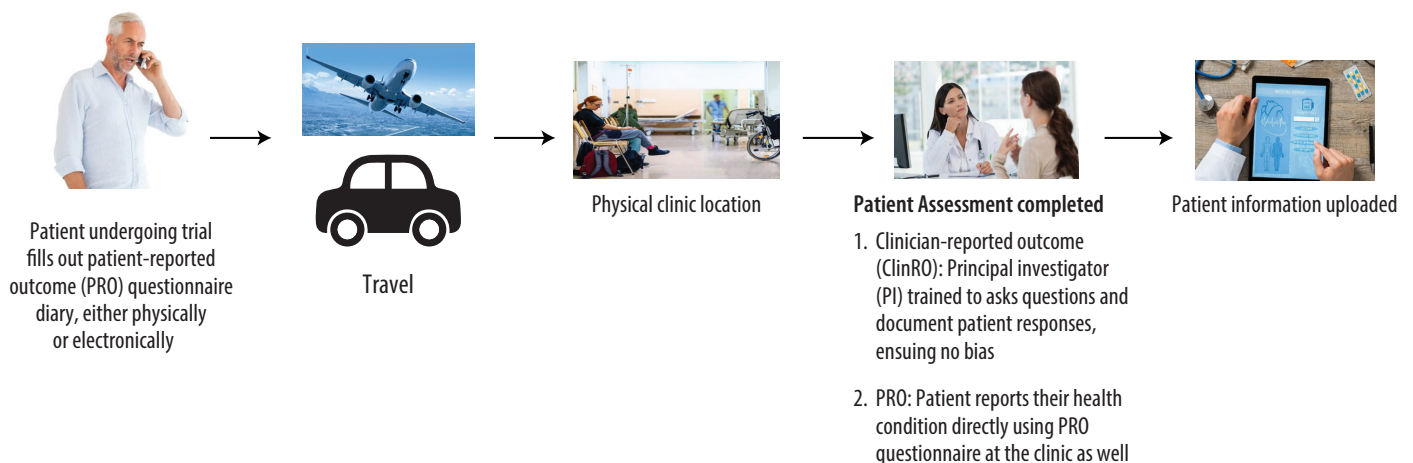 Patient undergoing trial
fills out patient-reported
outcome (PRO) questionnaire
diary, either physically
or electronically
Travel
Physical clinic location
Patient Assessment completed
1. Clinician-reported outcome
(ClinRO): Principal investigator
(PI) trained to asks questions and
document patient responses,
ensuing no bias
2. PRO: Patient reports their health
condition directly using PRO
questionnaire at the clinic as well
Patient information uploaded